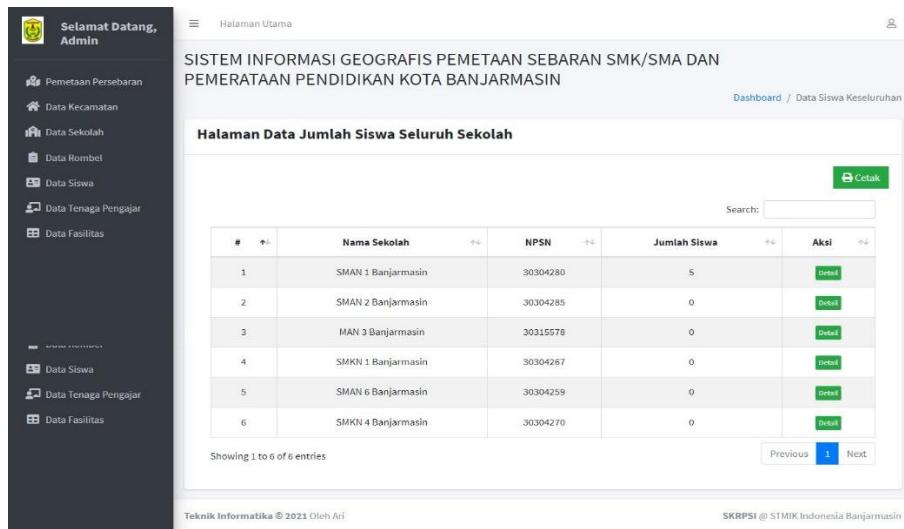 Selamat Datang,
Admin
Pemetaan Persebaran
Data Kecamatan
Data Sekolah
Data Rombel
Data Siswa
Data Tenaga Pengajar
Data Fasilitas
Data Siswa
Data Tenaga Pengajar
Data Fasilitas
Halaman Utama
SISTEM INFORMASI GEOGRAFIS PEMETAAN SEBARAN SMK/SMA DAN
PEMERATAAN PENDIDIKAN KOTA BANJARMASIN
Dashboard / Data Siswa Keseluruhan
Halaman Data Jumlah Siswa Seluruh Sekolah
Cetak
Search:
# Nama Sekolah NPSN Jumlah Siswa Aksi
1 SMAN 1 Banjarmasin 30304280 5 Detail
2 SMAN 2 Banjarmasin 30304285 0 Detail
3 MAN 3 Banjarmasin 30315578 0 Detail
4 SMKN 1 Banjarmasin 30304267 0 Detail
5 SMAN 6 Banjarmasin 30304259 0 Detail
6 SMKN 4 Banjarmasin 30304270 0 Detail
Showing 1 to 6 of 6 entries
Previous 1 Next
Teknik Informatika © 2021 Oleh Ari
SKRPSI @ STMIK Indonesia Banjarmasin